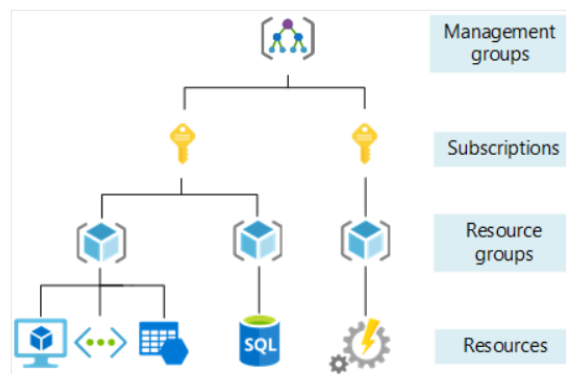 Management
groups
Subscriptions
Resource
groups
SQL
Resources